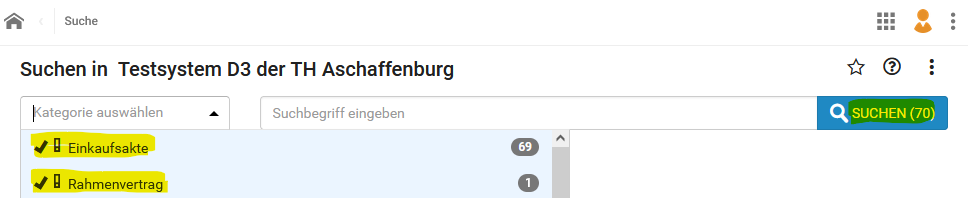 Suche
Suchen in Testsystem D3 der TH Aschaffenburg
Kategorie auswählen Suchbegriff eingeben SUCHEN (70)
Einkaufsakte 69
Rahmenvertrag 1